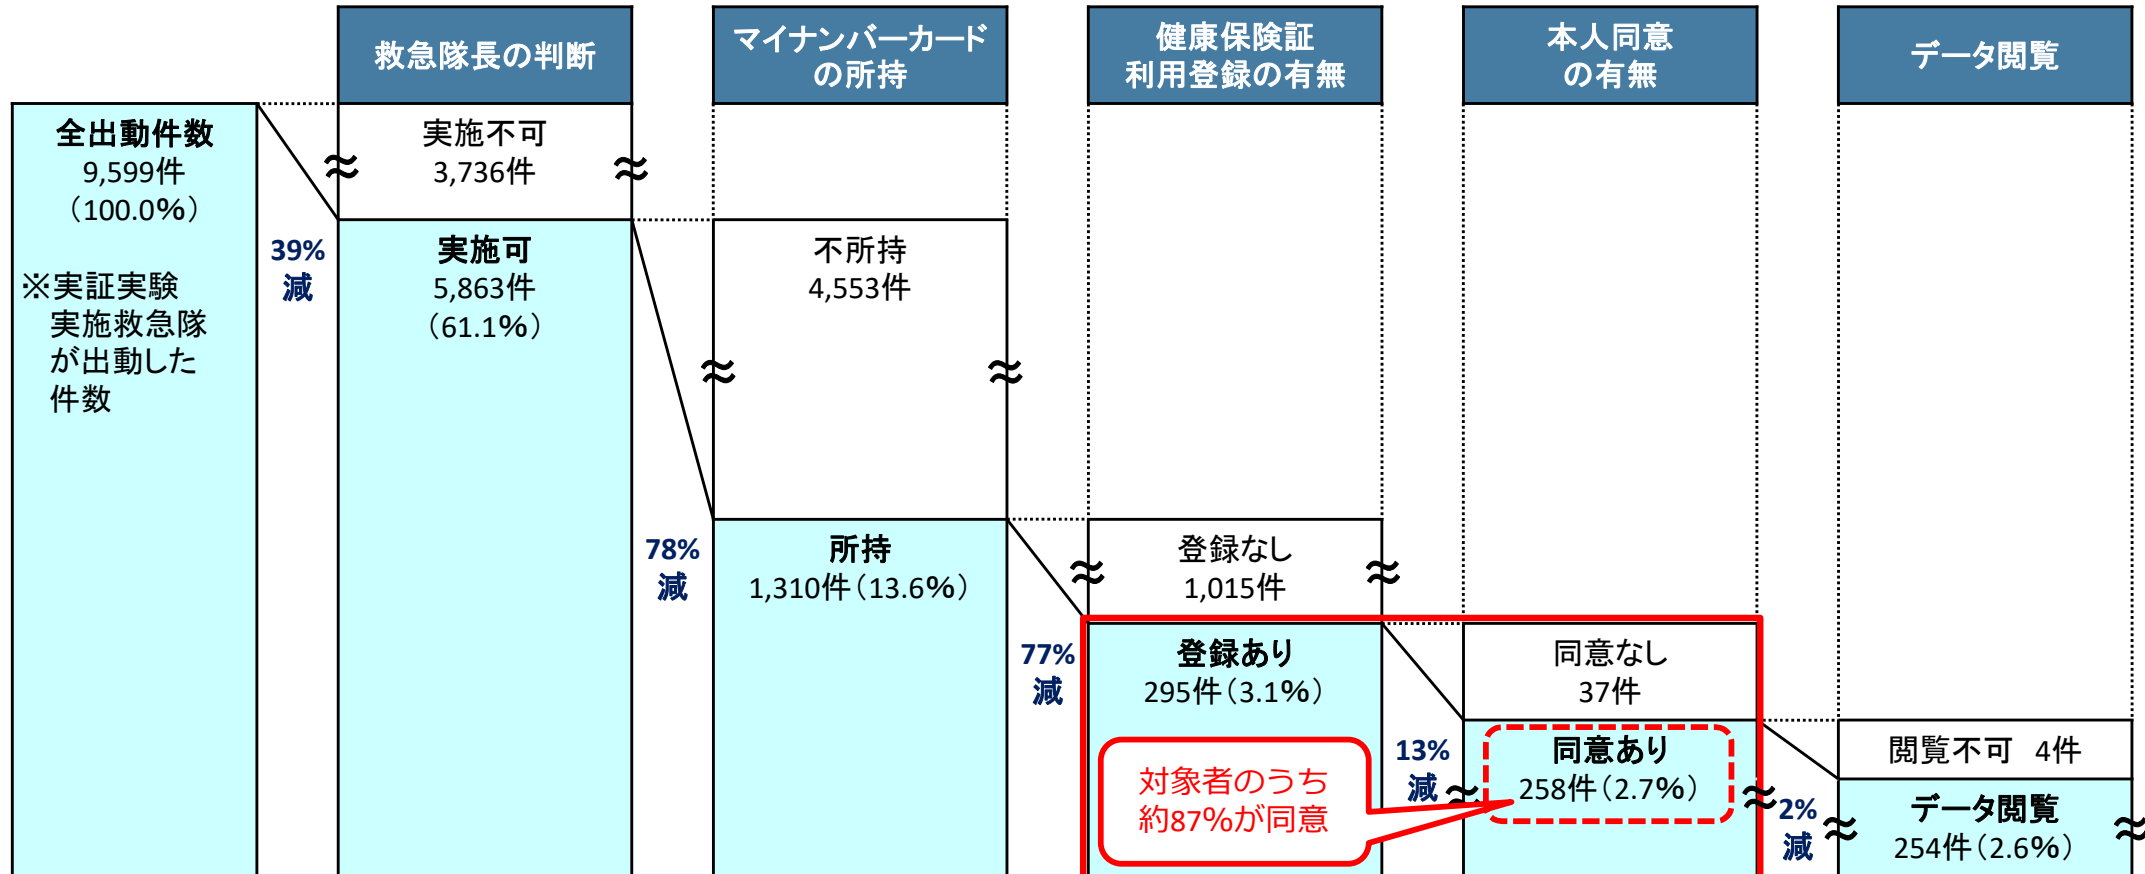 救急隊長の判断
マイナンバーカード
の所持
健康保険証
利用登録の有無
本人同意
の有無
データ閲覧
全出動件数
9,599件
（100.0%）
※実証実験
実施救急隊
が出動した
件数
39%
減
実施不可
3,736件
実施可
5,863件
（61.1%）
78%
減
不所持
4,553件
所持
1,310件（13.6%）
77%
減
登録なし
1,015件
登録あり
295件（3.1%）
対象者のうち
約87%が同意
13%
減
同意なし
37件
同意あり
258件（2.7%）
2%
減
閲覧不可 4件
データ閲覧
254件（2.6%）